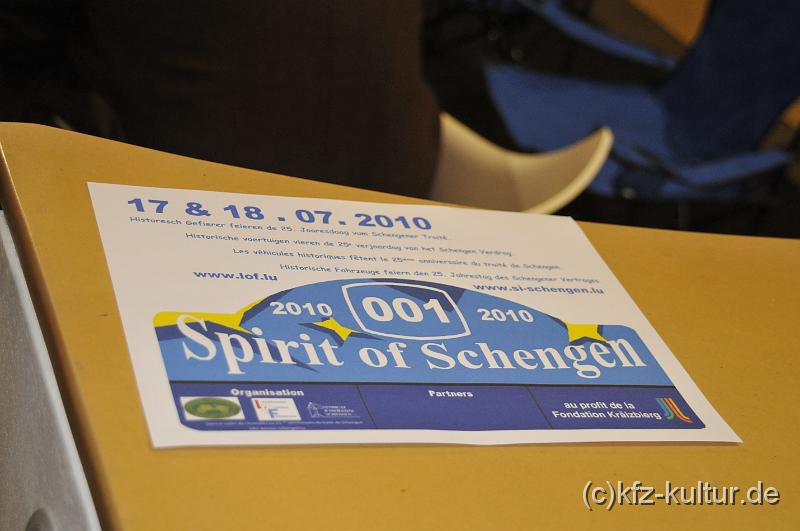 17 & 18 . 07. 2010
Historesch Gefierer feieren de 25. Joaresdaag vum Schengener Traité
Historische voertuigen vieren de 25e verjaardag van het Schengen Verdrag
Les véhicules historiques fêtent le 25ème anniversaire du traité de Schengen
Historische Fahrzeuge feiern den 25. Jahrestag des Schengener Vertrages
www.lof.lu
www.si-schengen.lu
2010 001 2010
Spirit of Schengen
Organisation
Partners
au profit de la
Fondation Kräizbierg
(c)kfz-kultur.de